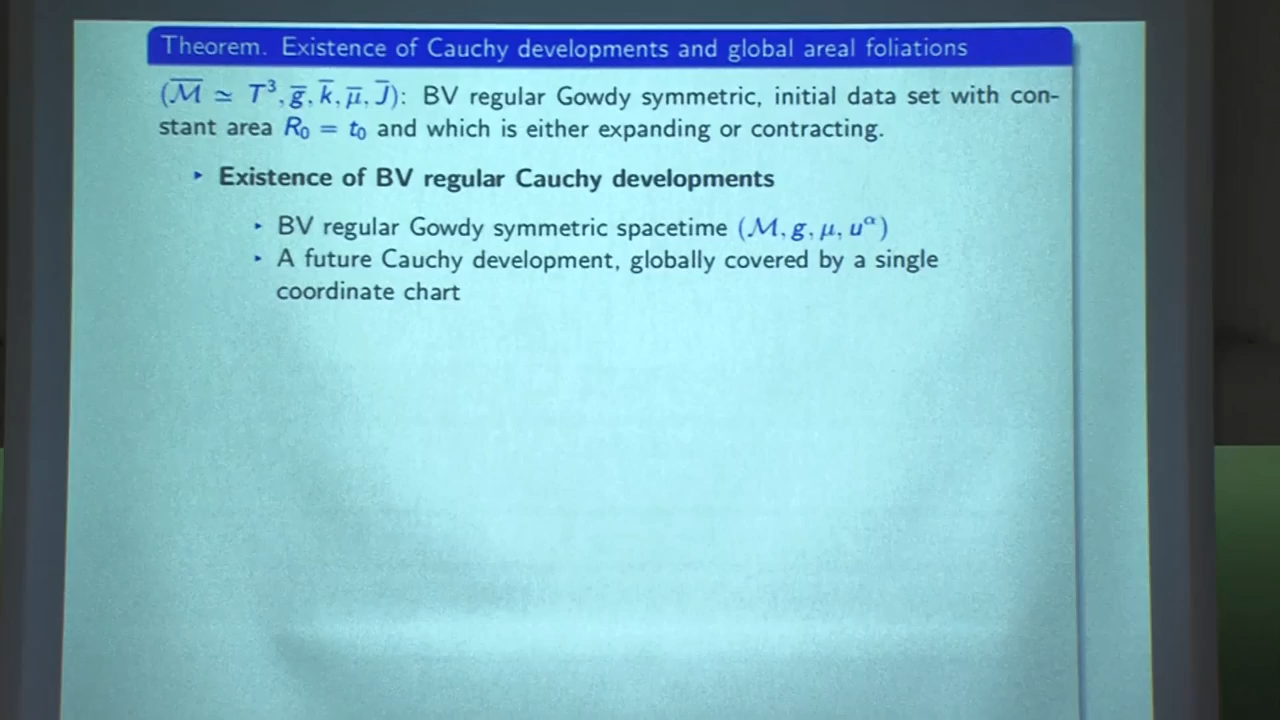 Theorem. Existence of Cauchy developments and global areal foliations
(M̅ ≃ T³, g̅, k̅, μ̅, J̅): BV regular Gowdy symmetric, initial data set with con-
stant area R₀ = t₀ and which is either expanding or contracting.
▸ Existence of BV regular Cauchy developments
▸ BV regular Gowdy symmetric spacetime (M, g, μ, uᵅ)
▸ A future Cauchy development, globally covered by a single
coordinate chart